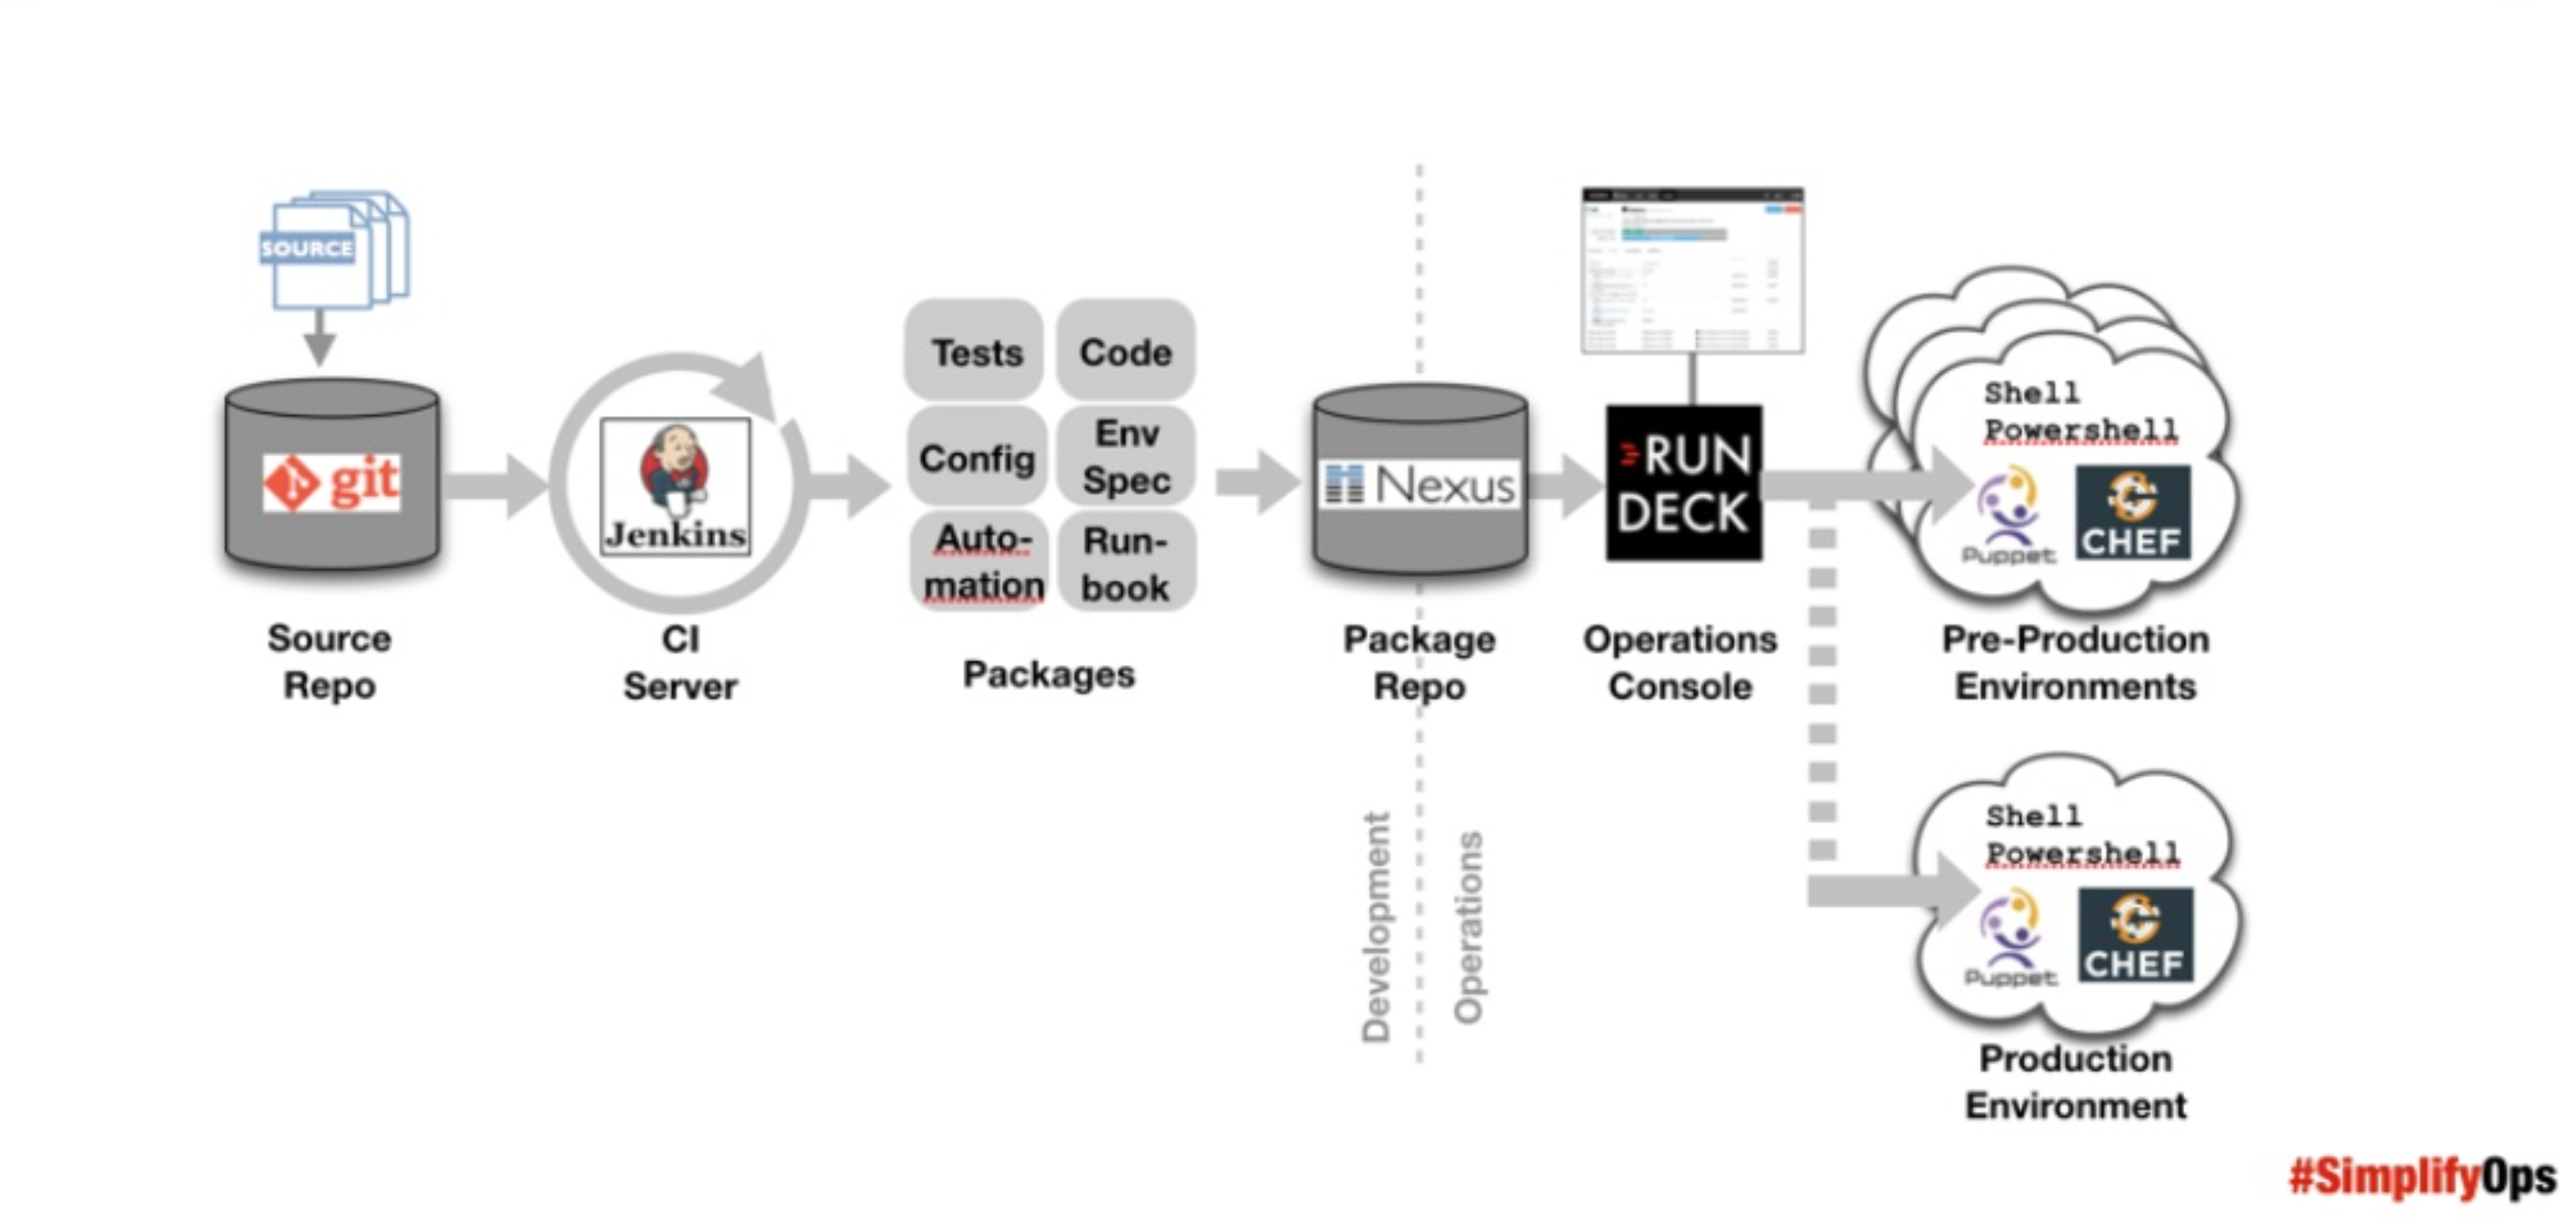 SOURCE
git
Source
Repo
Jenkins
CI
Server
Tests
Code
Config
Env
Spec
Auto-
mation
Run-
book
Packages
Nexus
Package
Repo
Development
Operations
RUN
DECK
Operations
Console
Shell
Powershell
Puppet
CHEF
Pre-Production
Environments
Shell
Powershell
Puppet
CHEF
Production
Environment
#SimplifyOps